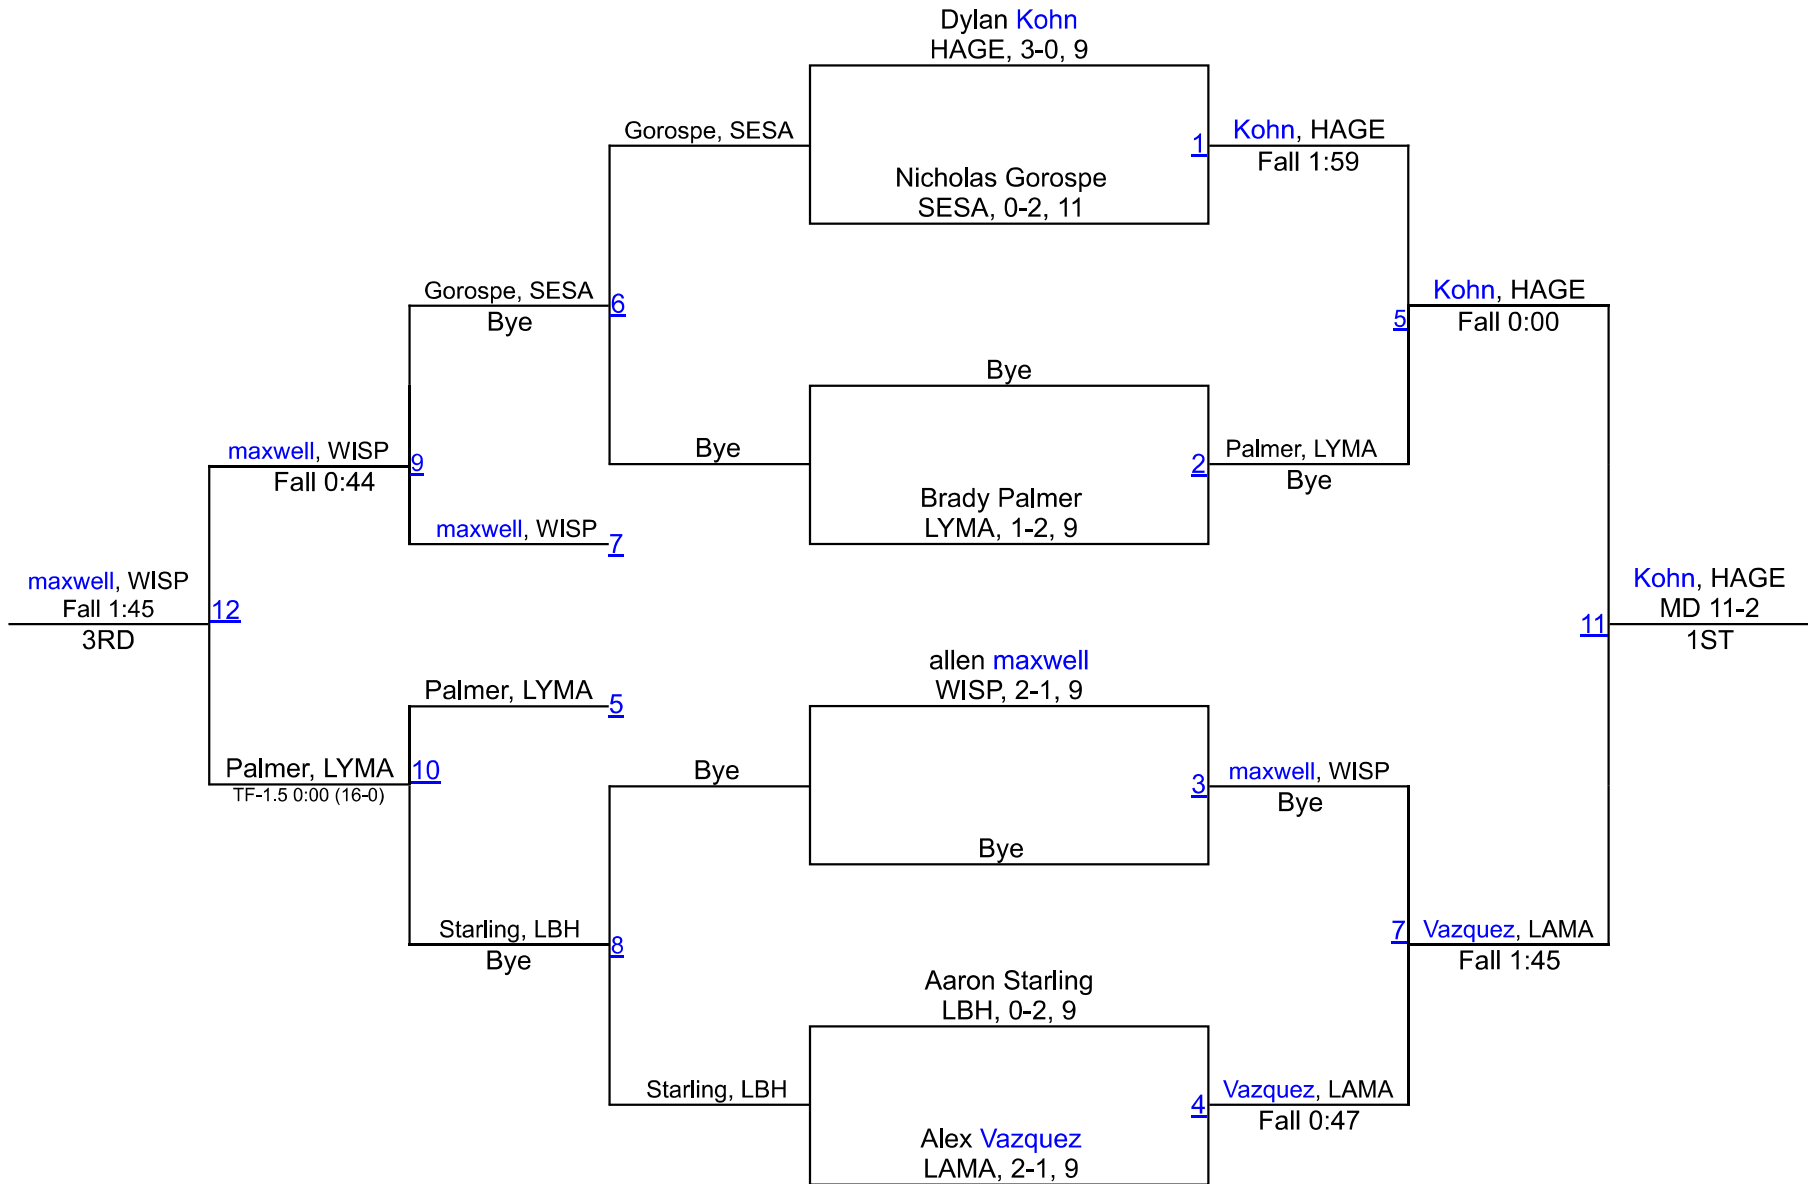 Dylan Kohn
HAGE, 3-0, 9
Gorospe, SESA
1
Kohn, HAGE
Fall 1:59
Nicholas Gorospe
SESA, 0-2, 11
Gorospe, SESA
Bye
6
5
Kohn, HAGE
Fall 0:00
Bye
maxwell, WISP
Fall 0:44
9
Bye
2
Palmer, LYMA
Bye
Brady Palmer
LYMA, 1-2, 9
maxwell, WISP
7
maxwell, WISP
Fall 1:45
3RD
12
11
Kohn, HAGE
MD 11-2
1ST
allen maxwell
WISP, 2-1, 9
Palmer, LYMA
5
Palmer, LYMA
TF-1.5 0:00 (16-0)
10
Bye
3
maxwell, WISP
Bye
Bye
Starling, LBH
Bye
8
7
Vazquez, LAMA
Fall 1:45
Aaron Starling
LBH, 0-2, 9
Starling, LBH
4
Vazquez, LAMA
Fall 0:47
Alex Vazquez
LAMA, 2-1, 9